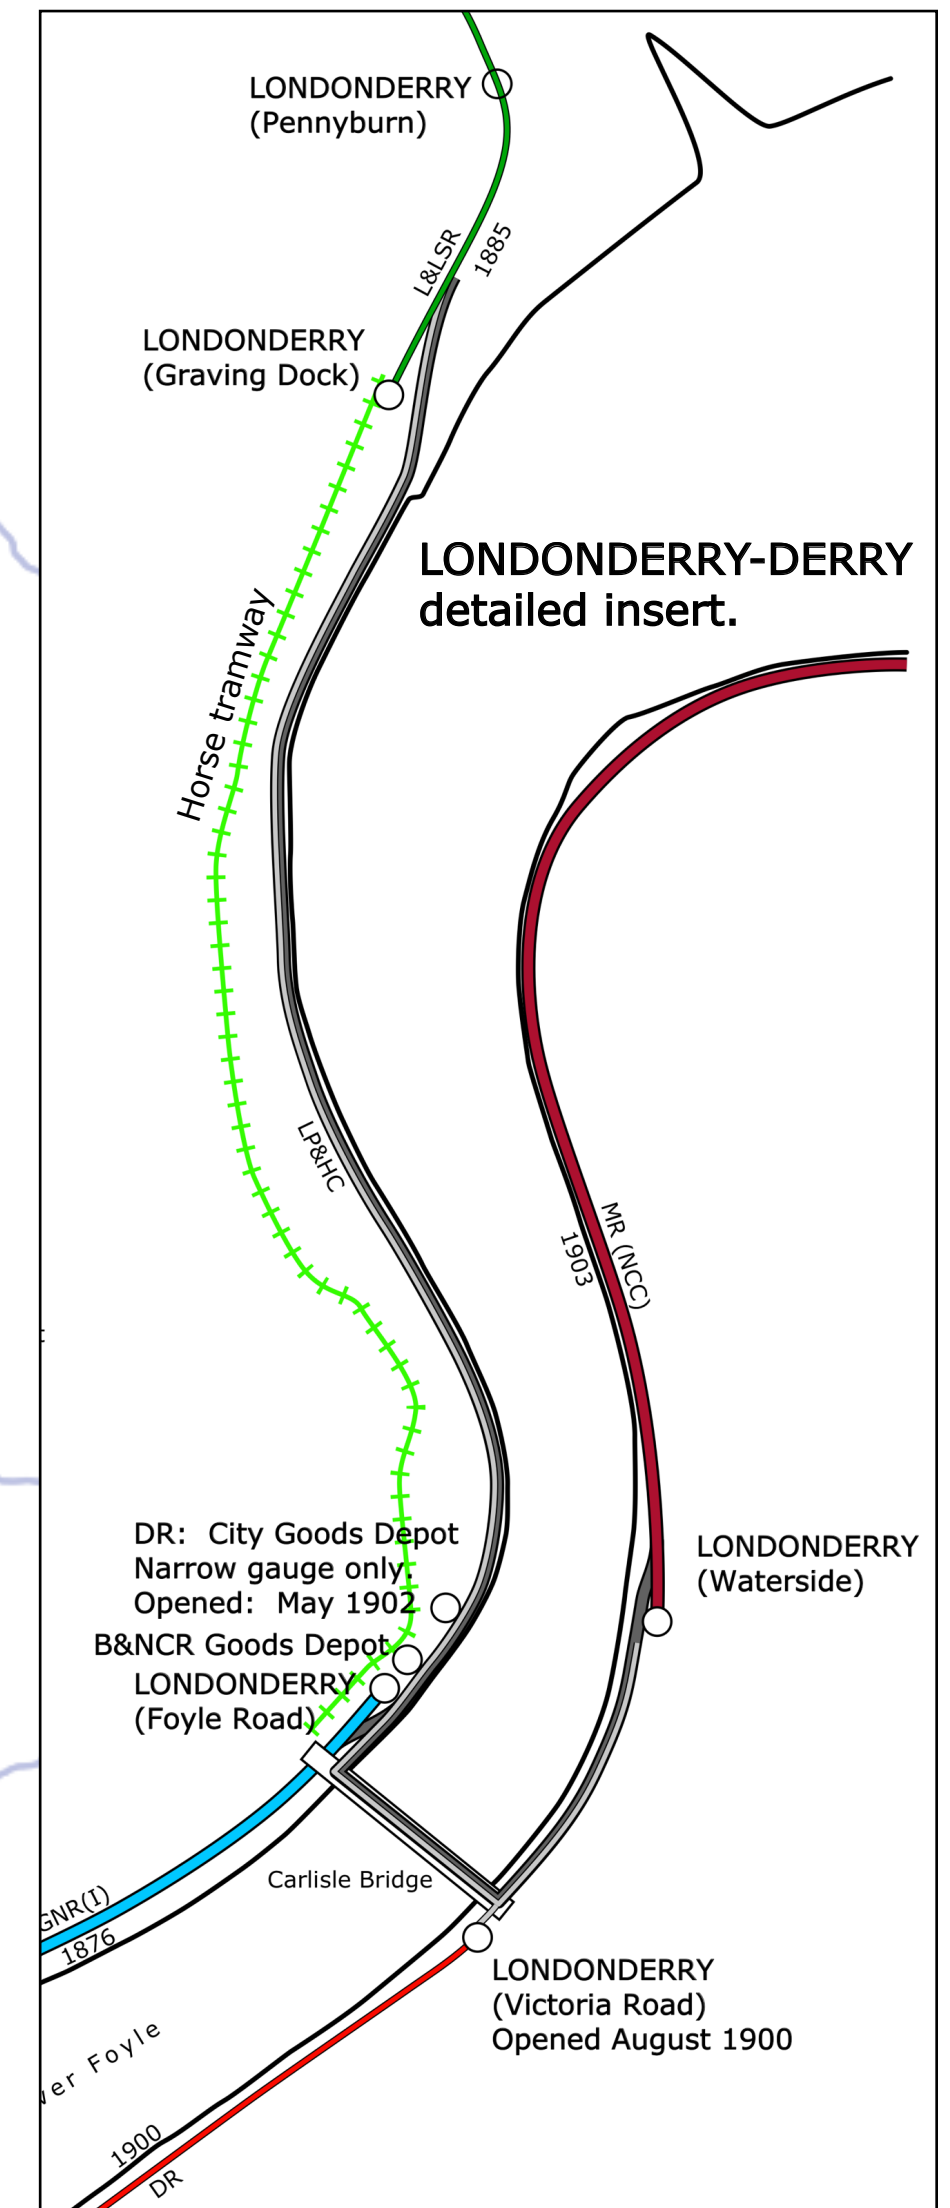 LONDONDERRY
(Pennyburn)
L&LSR
1885
LONDONDERRY
(Graving Dock)
LONDONDERRY-DERRY
detailed insert.
Horse tramway
LP&HC
MR (NCC)
1903
DR: City Goods Depot
Narrow gauge only.
Opened: May 1902
B&NCR Goods Depot
LONDONDERRY
(Foyle Road)
LONDONDERRY
(Waterside)
Carlisle Bridge
GNR(I)
1876
LONDONDERRY
(Victoria Road)
Opened August 1900
ver Foyle
1900
DR